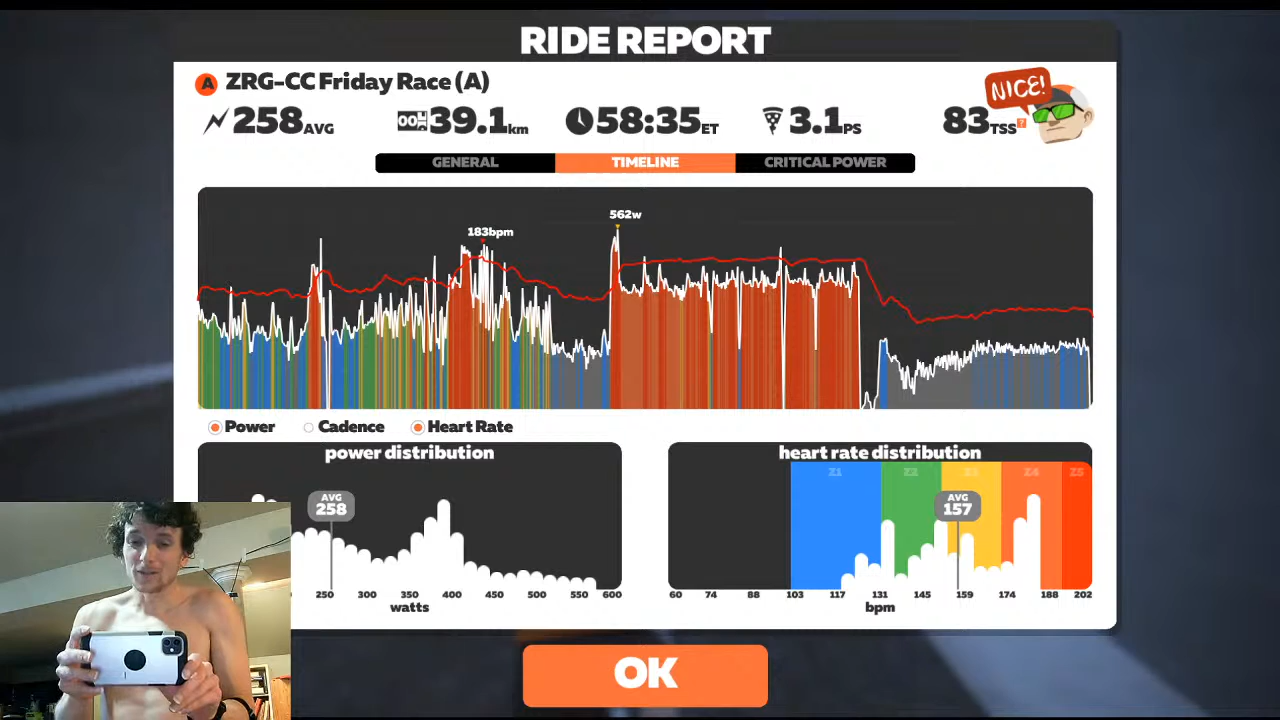 RIDE REPORT
A ZRG-CC Friday Race (A)
NICE!
258AVG 39.1km 58:35ET 3.1PS 83TSS ?
GENERAL TIMELINE CRITICAL POWER
562w
183bpm
Power Cadence Heart Rate
power distribution
AVG
258
250 300 350 400 450 500 550 600
watts
heart rate distribution
Z1 Z2 Z3 Z4 Z5
AVG
157
60 74 88 103 117 131 145 159 174 188 202
bpm
OK